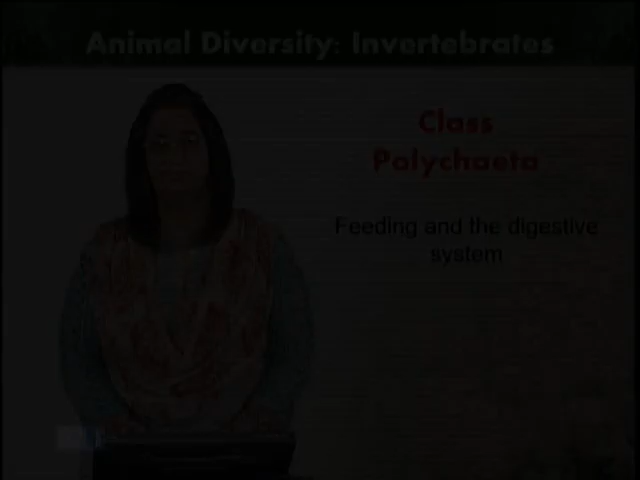 Animal Diversity: Invertebrates
Class
Polychaeta
Feeding and the digestive
system